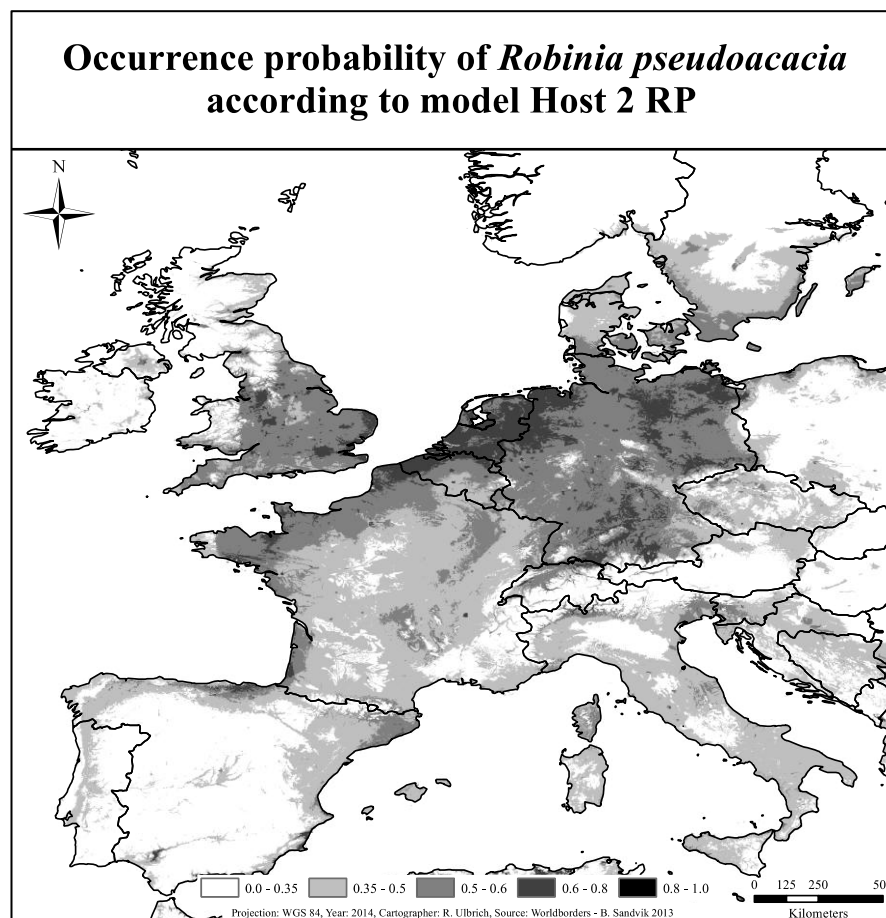 Occurrence probability of Robinia pseudoacacia
according to model Host 2 RP
N
0.0 - 0.35
0.35 - 0.5
0.5 - 0.6
0.6 - 0.8
0.8 - 1.0
0 125 250
Kilometers
Projection: WGS 84, Year: 2014, Cartographer: R. Ulbrich, Source: Worldborders - B. Sandvik 2013